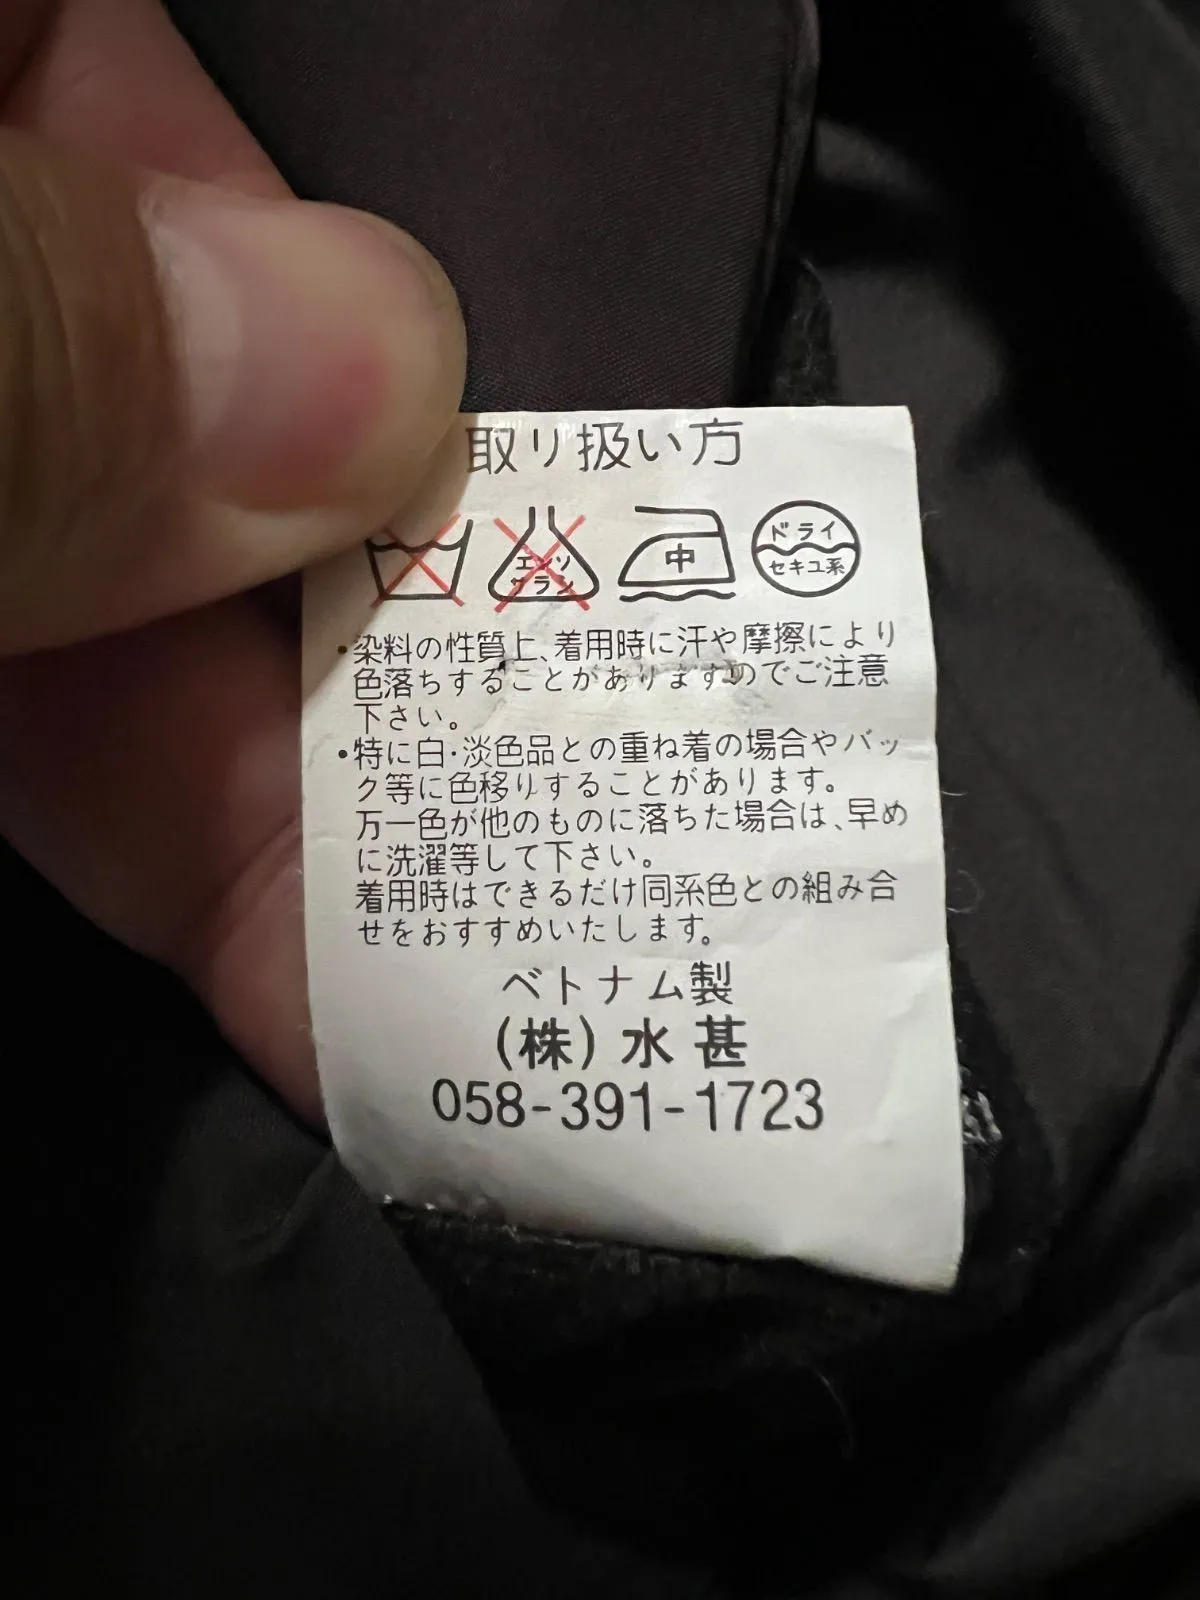 取り扱い方
エンソ
サラシ
中
ドライ
セキユ系
・染料の性質上、着用時に汗や摩擦により
色落ちすることがありますのでご注意
下さい。
・特に白・淡色品との重ね着の場合やバッ
ク等に色移りすることがあります。
万一色が他のものに落ちた場合は、早め
に洗濯等して下さい。
着用時はできるだけ同系色との組み合
せをおすすめいたします。
ベトナム製
(株)水甚
058-391-1723